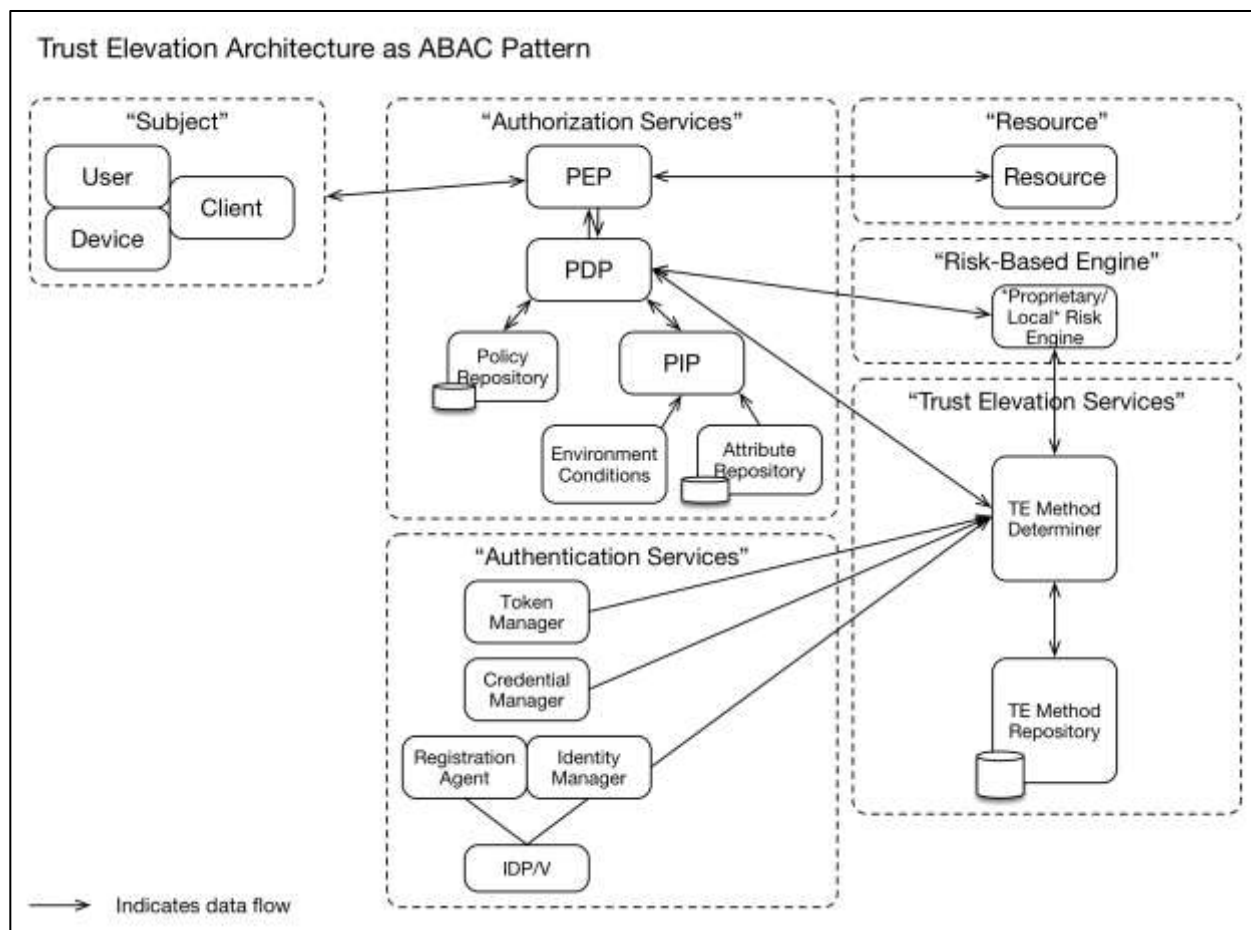 Trust Elevation Architecture as ABAC Pattern
“Subject”
User
Client
Device
“Authorization Services”
PEP
PDP
Policy
Repository
PIP
Environment
Conditions
Attribute
Repository
“Resource”
Resource
“Risk-Based Engine”
*Proprietary/
Local* Risk
Engine
“Trust Elevation Services”
TE Method
Determiner
TE Method
Repository
“Authentication Services”
Token
Manager
Credential
Manager
Registration
Agent
Identity
Manager
IDP/V
Indicates data flow